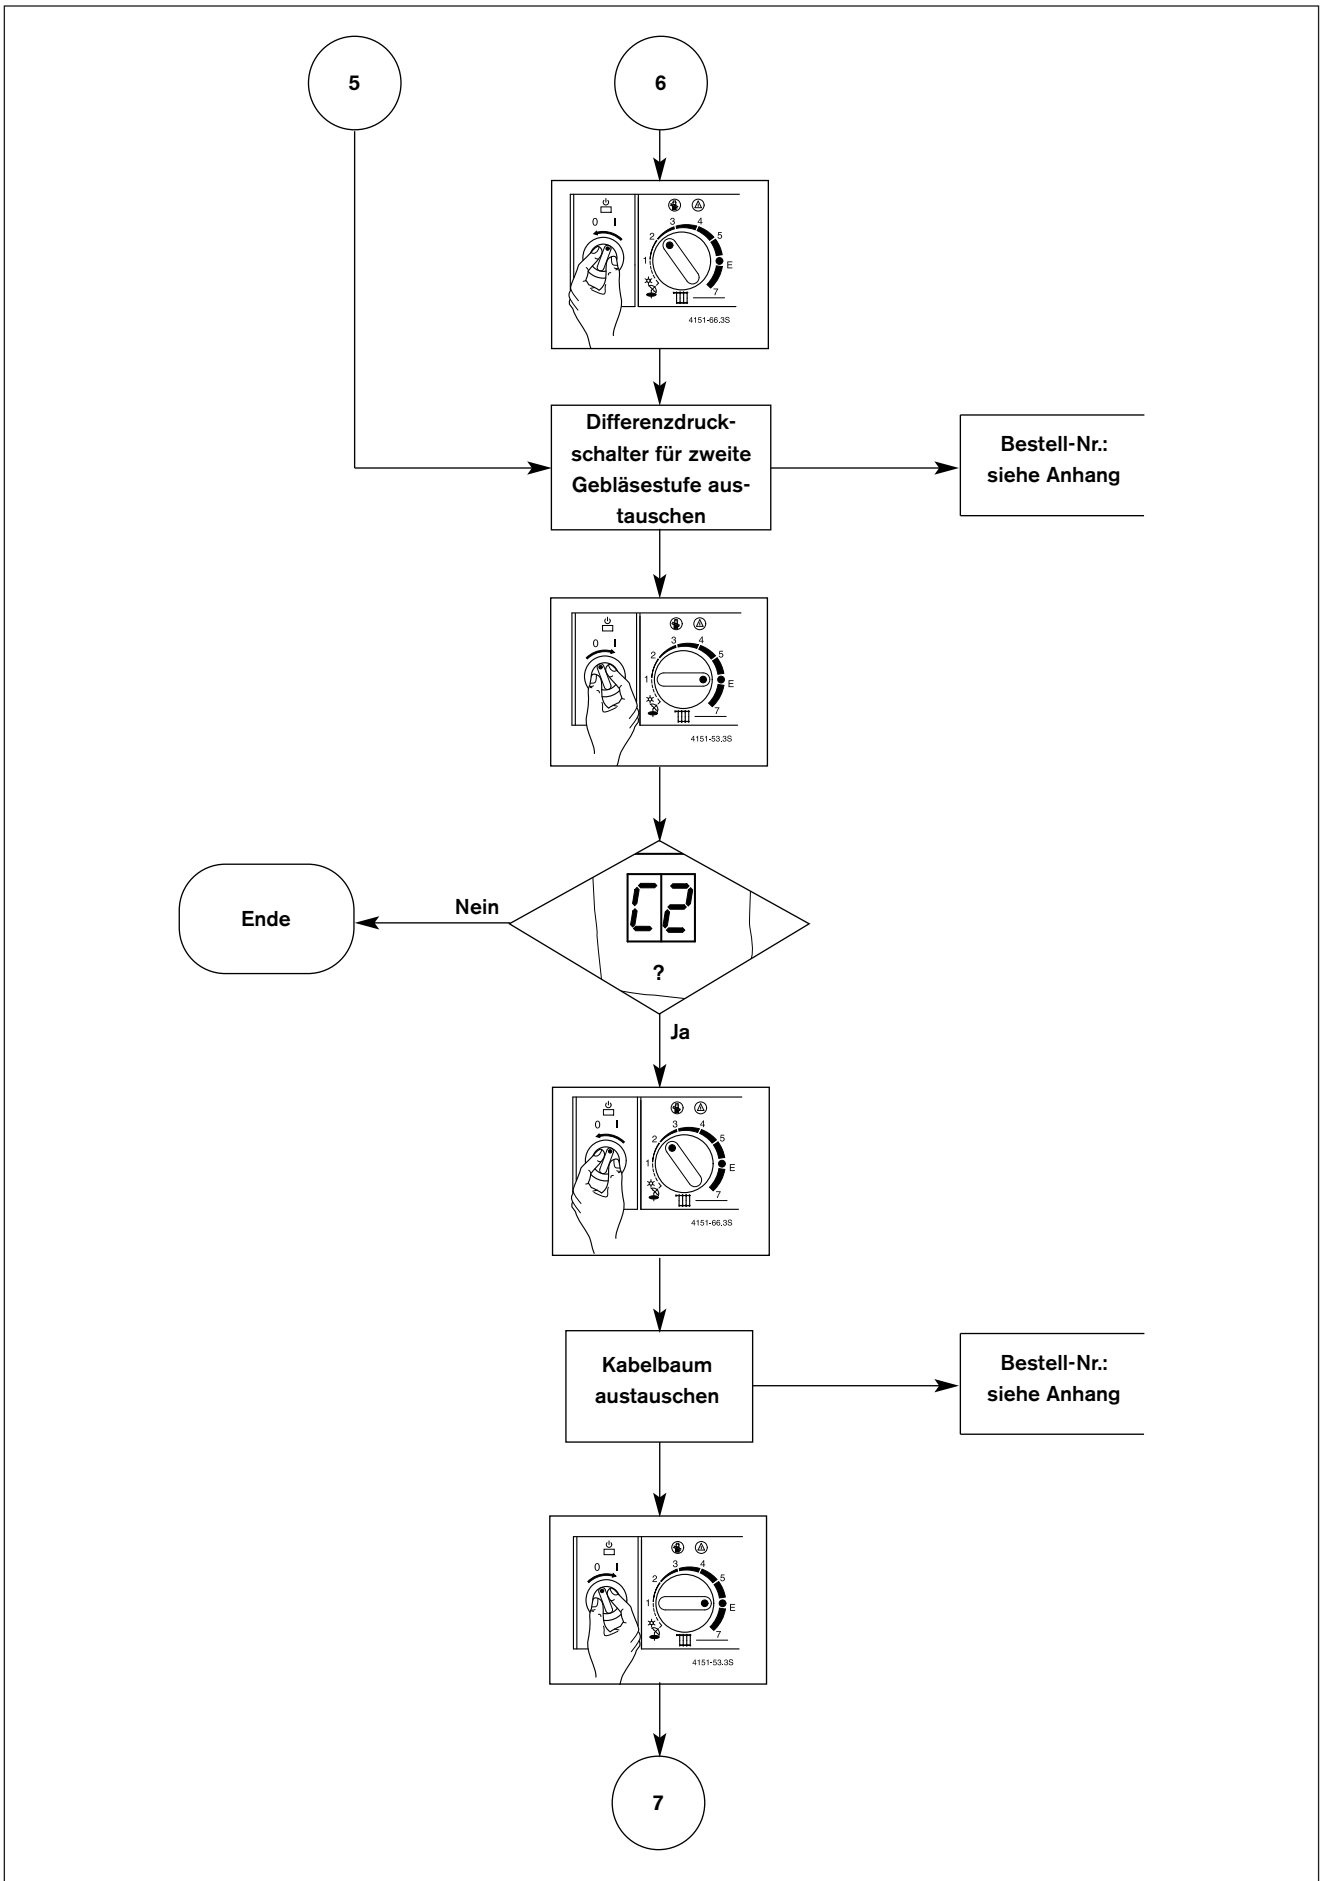 5
6
0 I
1
2
3
4
5
E
7
4151-66.3S
Differenzdruck-
schalter für zweite
Gebläsestufe aus-
tauschen
Bestell-Nr.:
siehe Anhang
0 I
1
2
3
4
5
E
7
4151-53.3S
C2
?
Nein
Ende
Ja
0 I
1
2
3
4
5
E
7
4151-66.3S
Kabelbaum
austauschen
Bestell-Nr.:
siehe Anhang
0 I
1
2
3
4
5
E
7
4151-53.3S
7